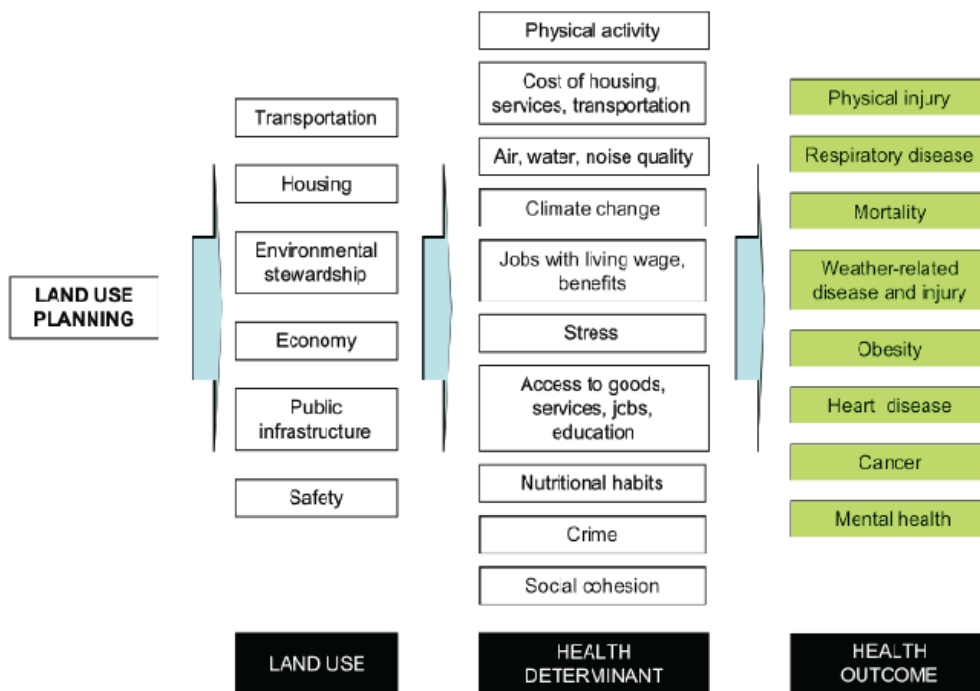 LAND USE
PLANNING
Transportation
Housing
Environmental
stewardship
Economy
Public
infrastructure
Safety
LAND USE
Physical activity
Cost of housing,
services, transportation
Air, water, noise quality
Climate change
Jobs with living wage,
benefits
Stress
Access to goods,
services, jobs,
education
Nutritional habits
Crime
Social cohesion
HEALTH
DETERMINANT
Physical injury
Respiratory disease
Mortality
Weather-related
disease and injury
Obesity
Heart disease
Cancer
Mental health
HEALTH
OUTCOME